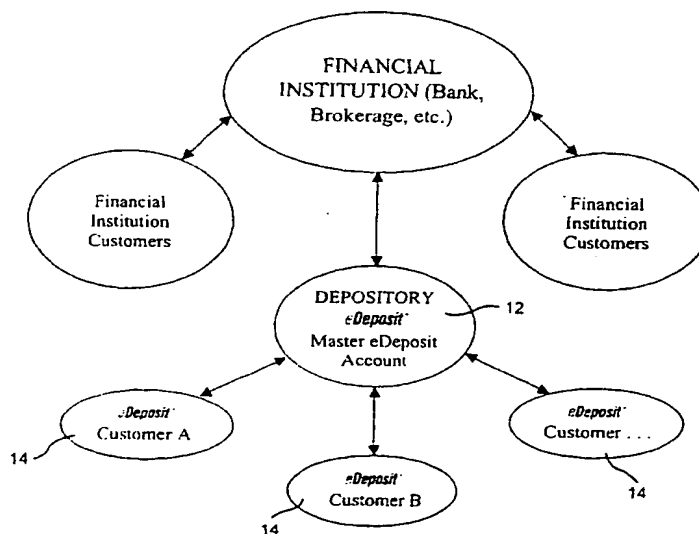 FINANCIAL
INSTITUTION (Bank,
Brokerage, etc.)
Financial
Institution
Customers
Financial
Institution
Customers
DEPOSITORY
eDeposit
Master eDeposit
Account
12
eDeposit
Customer A
14
eDeposit
Customer B
14
eDeposit
Customer . . .
14